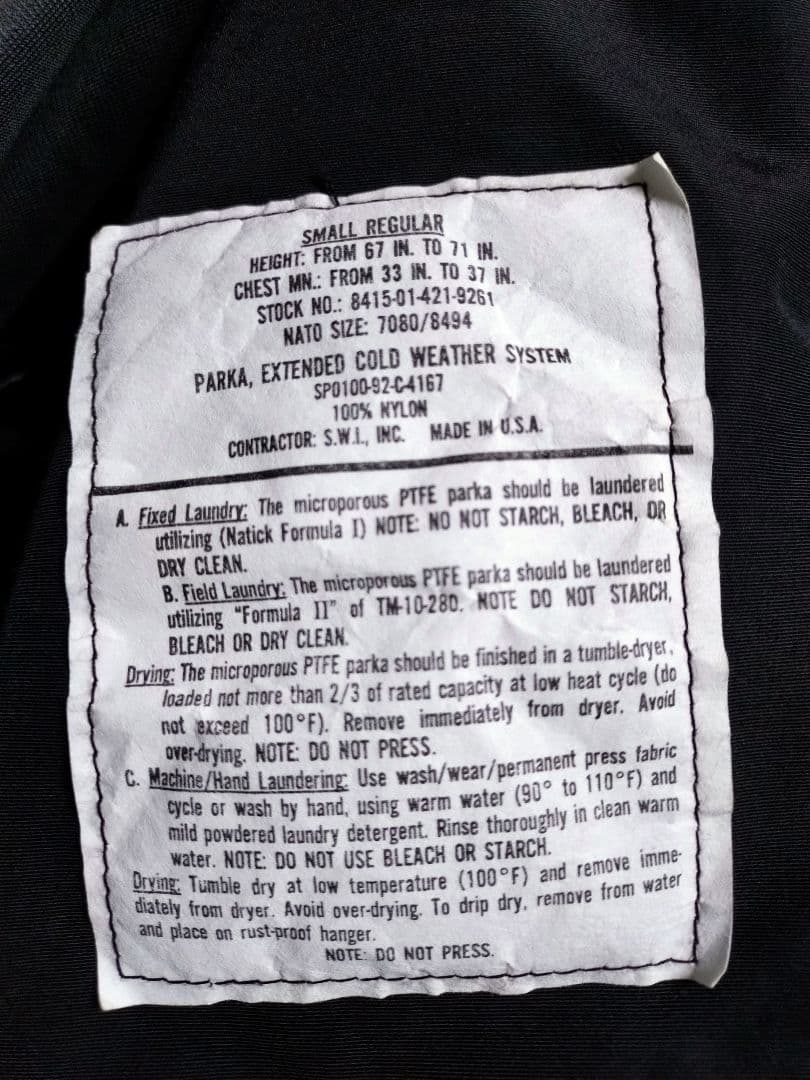 SMALL REGULAR
HEIGHT: FROM 67 IN. TO 71 IN.
CHEST MN.: FROM 33 IN. TO 37 IN.
STOCK NO.: 8415-01-421-9261
NATO SIZE: 7080/8494
PARKA, EXTENDED COLD WEATHER SYSTEM
SP0100-92-C-4167
100% NYLON
CONTRACTOR: S.W.I., INC. MADE IN U.S.A.
A. Fixed Laundry: The microporous PTFE parka should be laundered
utilizing (Natick Formula I) NOTE: NO NOT STARCH, BLEACH, OR
DRY CLEAN.
B. Field Laundry: The microporous PTFE parka should be laundered
utilizing "Formula II" of TM-10-280. NOTE DO NOT STARCH,
BLEACH OR DRY CLEAN.
Drying: The microporous PTFE parka should be finished in a tumble-dryer,
loaded not more than 2/3 of rated capacity at low heat cycle (do
not exceed 100°F). Remove immediately from dryer. Avoid
over-drying. NOTE: DO NOT PRESS.
C. Machine/Hand Laundering: Use wash/wear/permanent press fabric
cycle or wash by hand, using warm water (90° to 110°F) and
mild powdered laundry detergent. Rinse thoroughly in clean warm
water. NOTE: DO NOT USE BLEACH OR STARCH.
Drying: Tumble dry at low temperature (100°F) and remove imme-
diately from dryer. Avoid over-drying. To drip dry, remove from water
and place on rust-proof hanger.
NOTE: DO NOT PRESS.